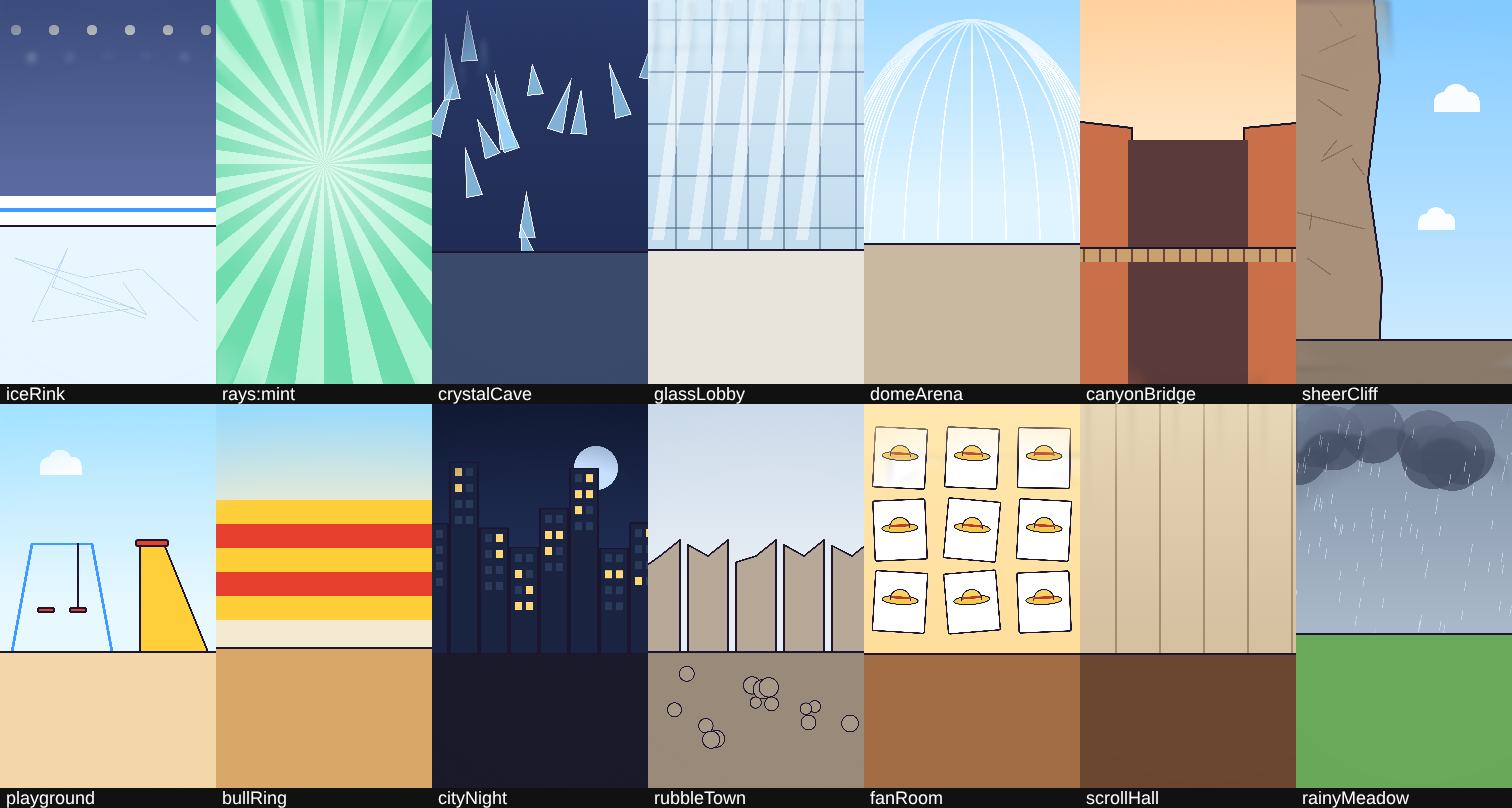 iceRink
rays:mint
crystalCave
glassLobby
domeArena
canyonBridge
sheerCliff
playground
bullRing
cityNight
rubbleTown
fanRoom
scrollHall
rainyMeadow